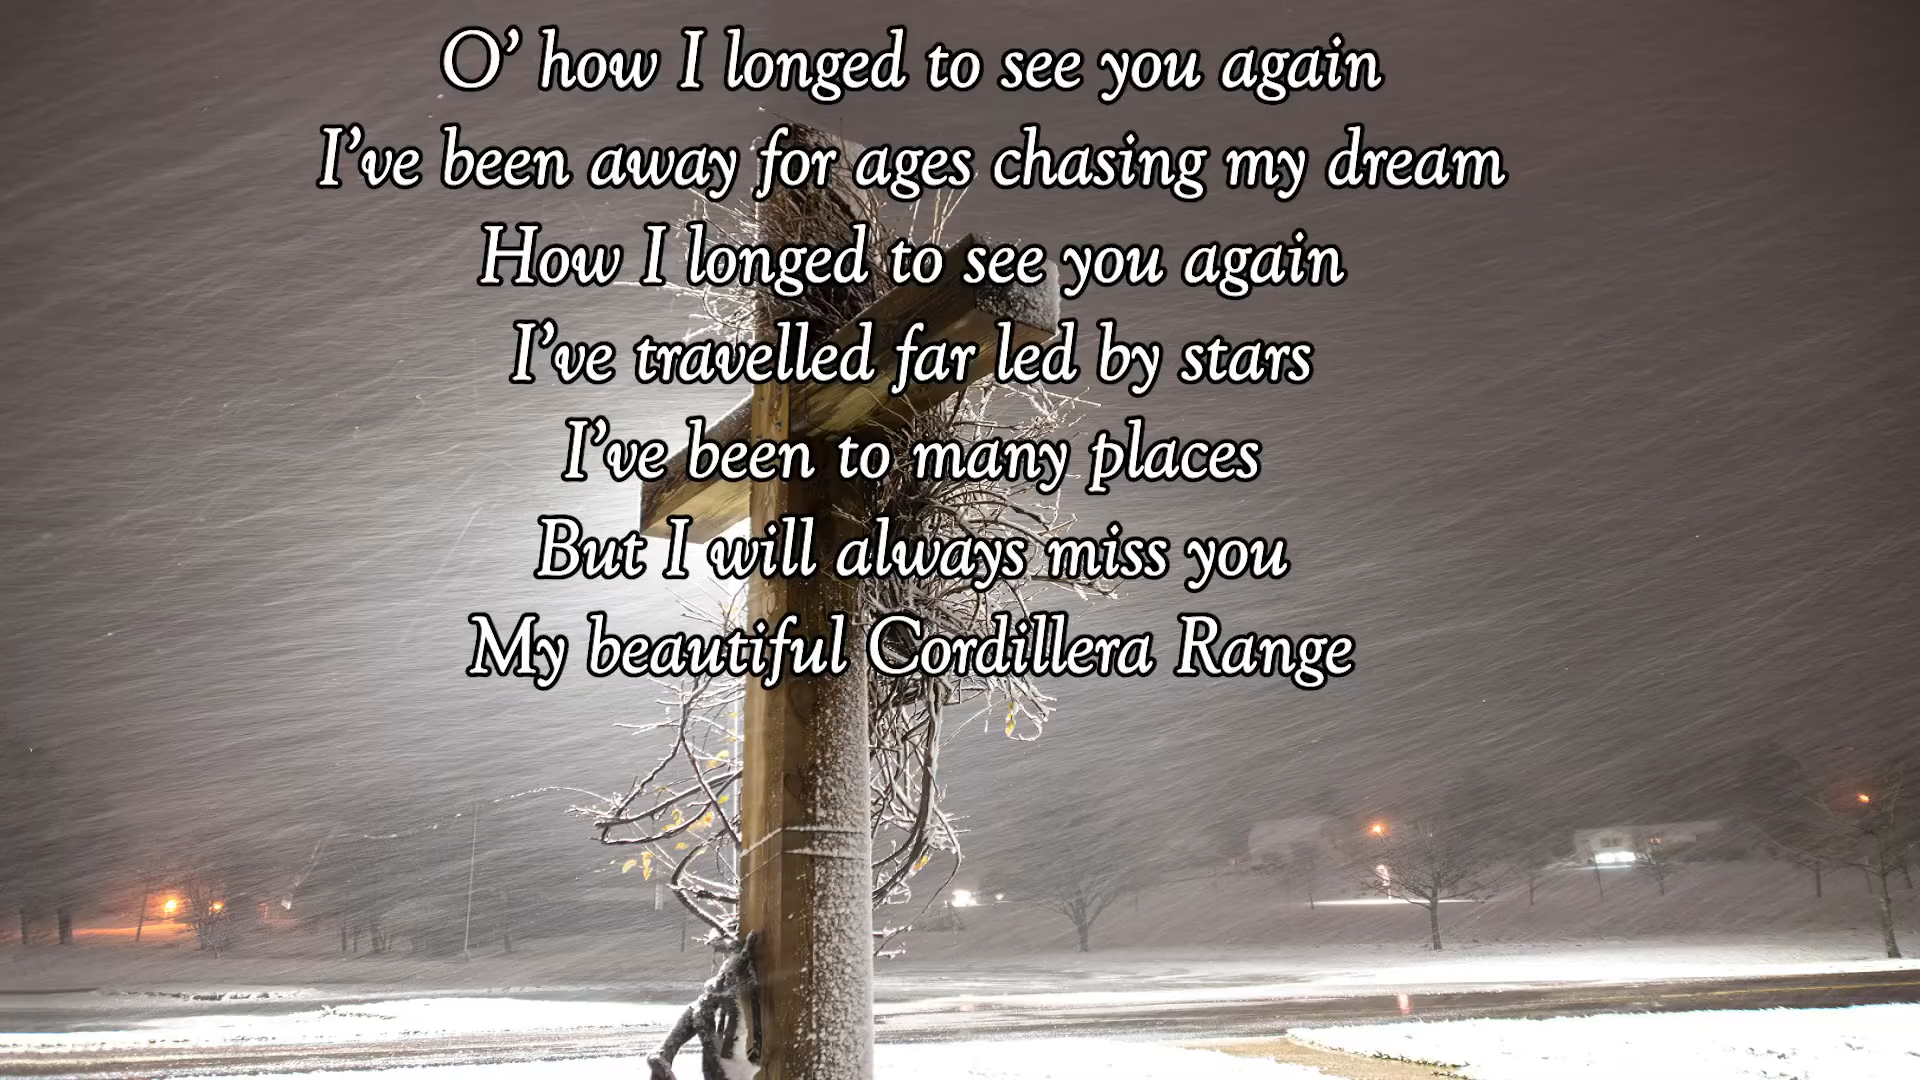 O’ how I longed to see you again
I’ve been away for ages chasing my dream
How I longed to see you again
I’ve travelled far led by stars
I’ve been to many places
But I will always miss you
My beautiful Cordillera Range